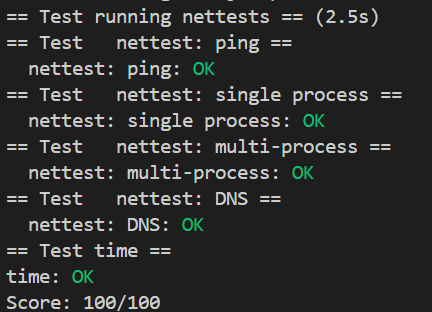 == Test running nettests == (2.5s)
== Test   nettest: ping ==
  nettest: ping: OK
== Test   nettest: single process ==
  nettest: single process: OK
== Test   nettest: multi-process ==
  nettest: multi-process: OK
== Test   nettest: DNS ==
  nettest: DNS: OK
== Test time ==
time: OK
Score: 100/100